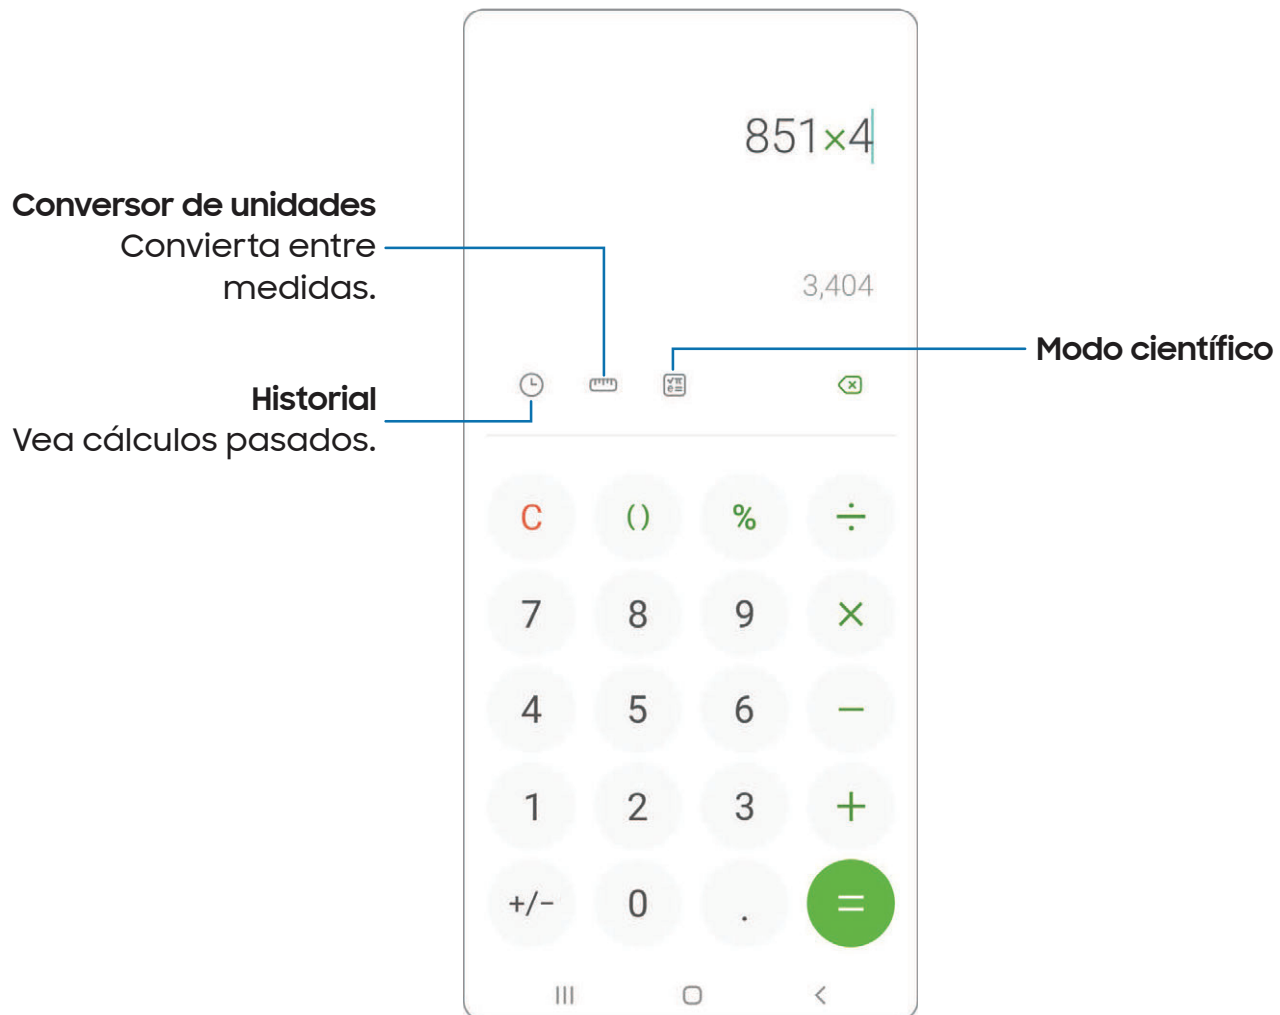 851×4
Conversor de unidades
Convierta entre
medidas.
3,404
Modo científico
Historial
Vea cálculos pasados.
C () % ÷
7 8 9 ×
4 5 6 −
1 2 3 +
+/− 0 . =